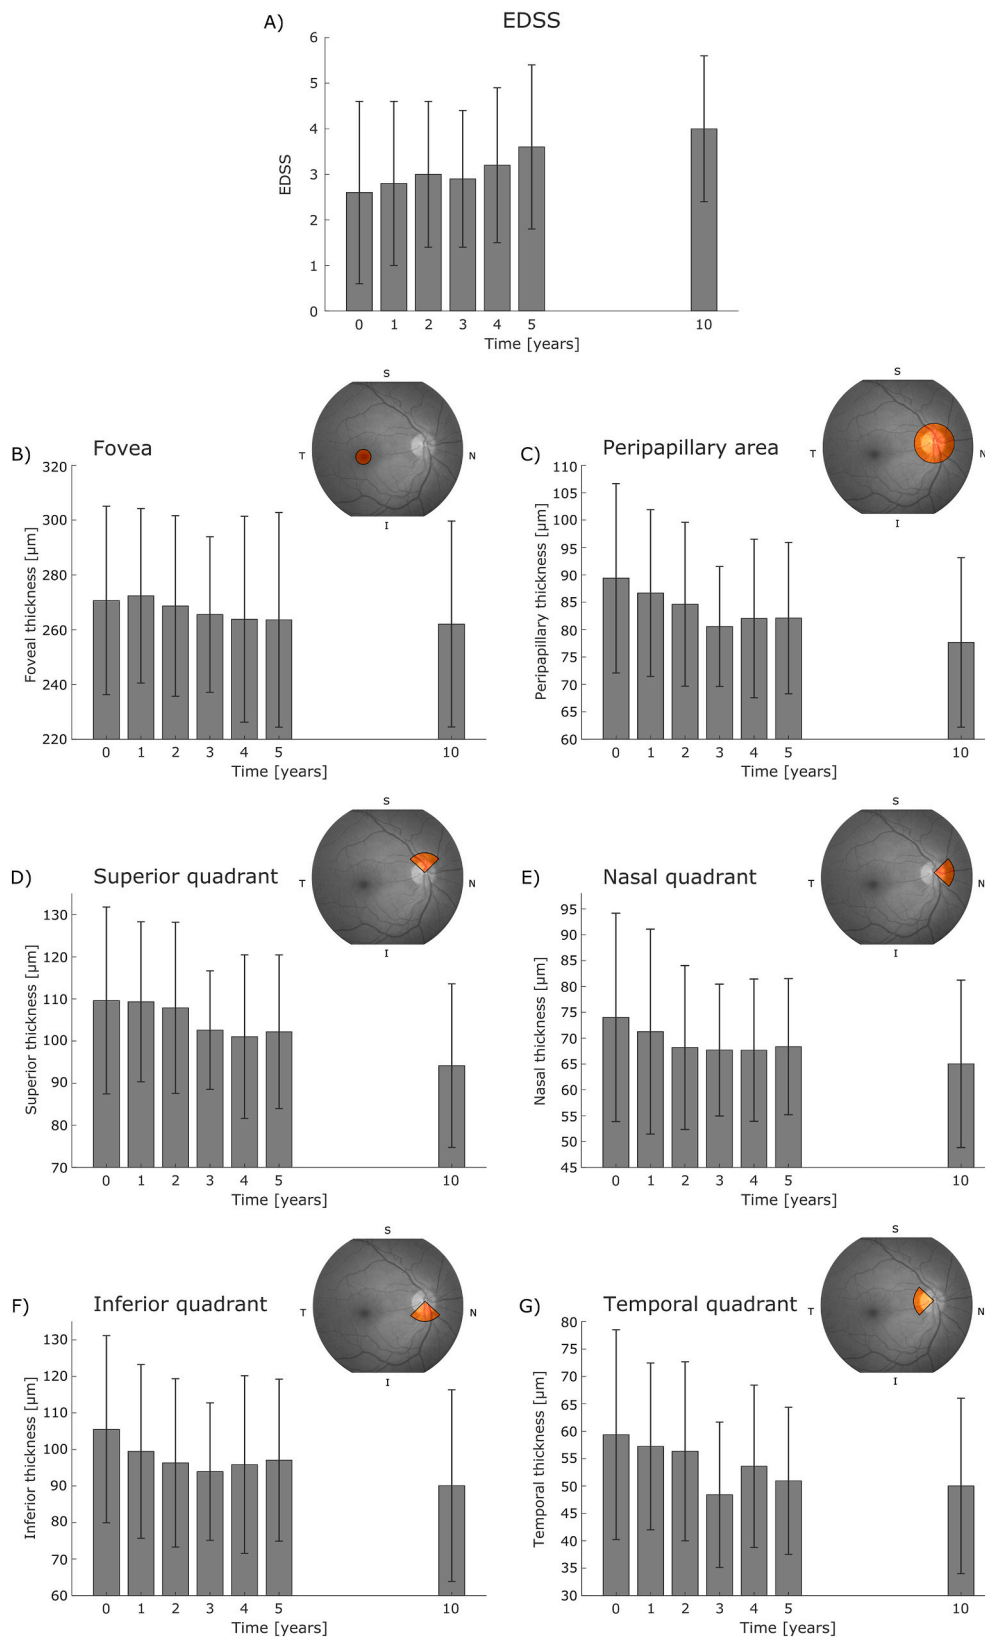 A) EDSS
6
5
4
3
2
1
0
EDSS
0 1 2 3 4 5 10
Time [years]
S
T N
I
B) Fovea
320
300
280
260
240
220
Foveal thickness [µm]
0 1 2 3 4 5 10
Time [years]
S
T N
I
C) Peripapillary area
110
105
100
95
90
85
80
75
70
65
60
Peripapillary thickness [µm]
0 1 2 3 4 5 10
Time [years]
S
T N
I
D) Superior quadrant
130
120
110
100
90
80
70
Superior thickness [µm]
0 1 2 3 4 5 10
Time [years]
S
T N
I
E) Nasal quadrant
95
90
85
80
75
70
65
60
55
50
45
Nasal thickness [µm]
0 1 2 3 4 5 10
Time [years]
S
T N
I
F) Inferior quadrant
130
120
110
100
90
80
70
60
Inferior thickness [µm]
0 1 2 3 4 5 10
Time [years]
S
T N
I
G) Temporal quadrant
80
75
70
65
60
55
50
45
40
35
30
Temporal thickness [µm]
0 1 2 3 4 5 10
Time [years]